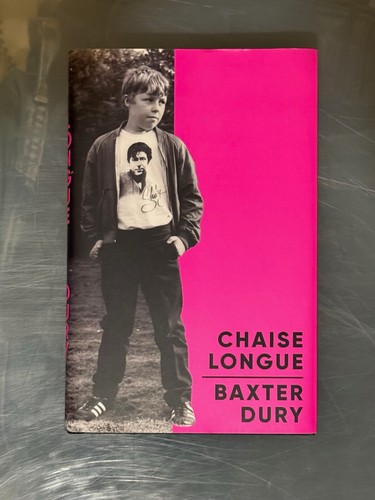 CHAISE
LONGUE
BAXTER
DURY